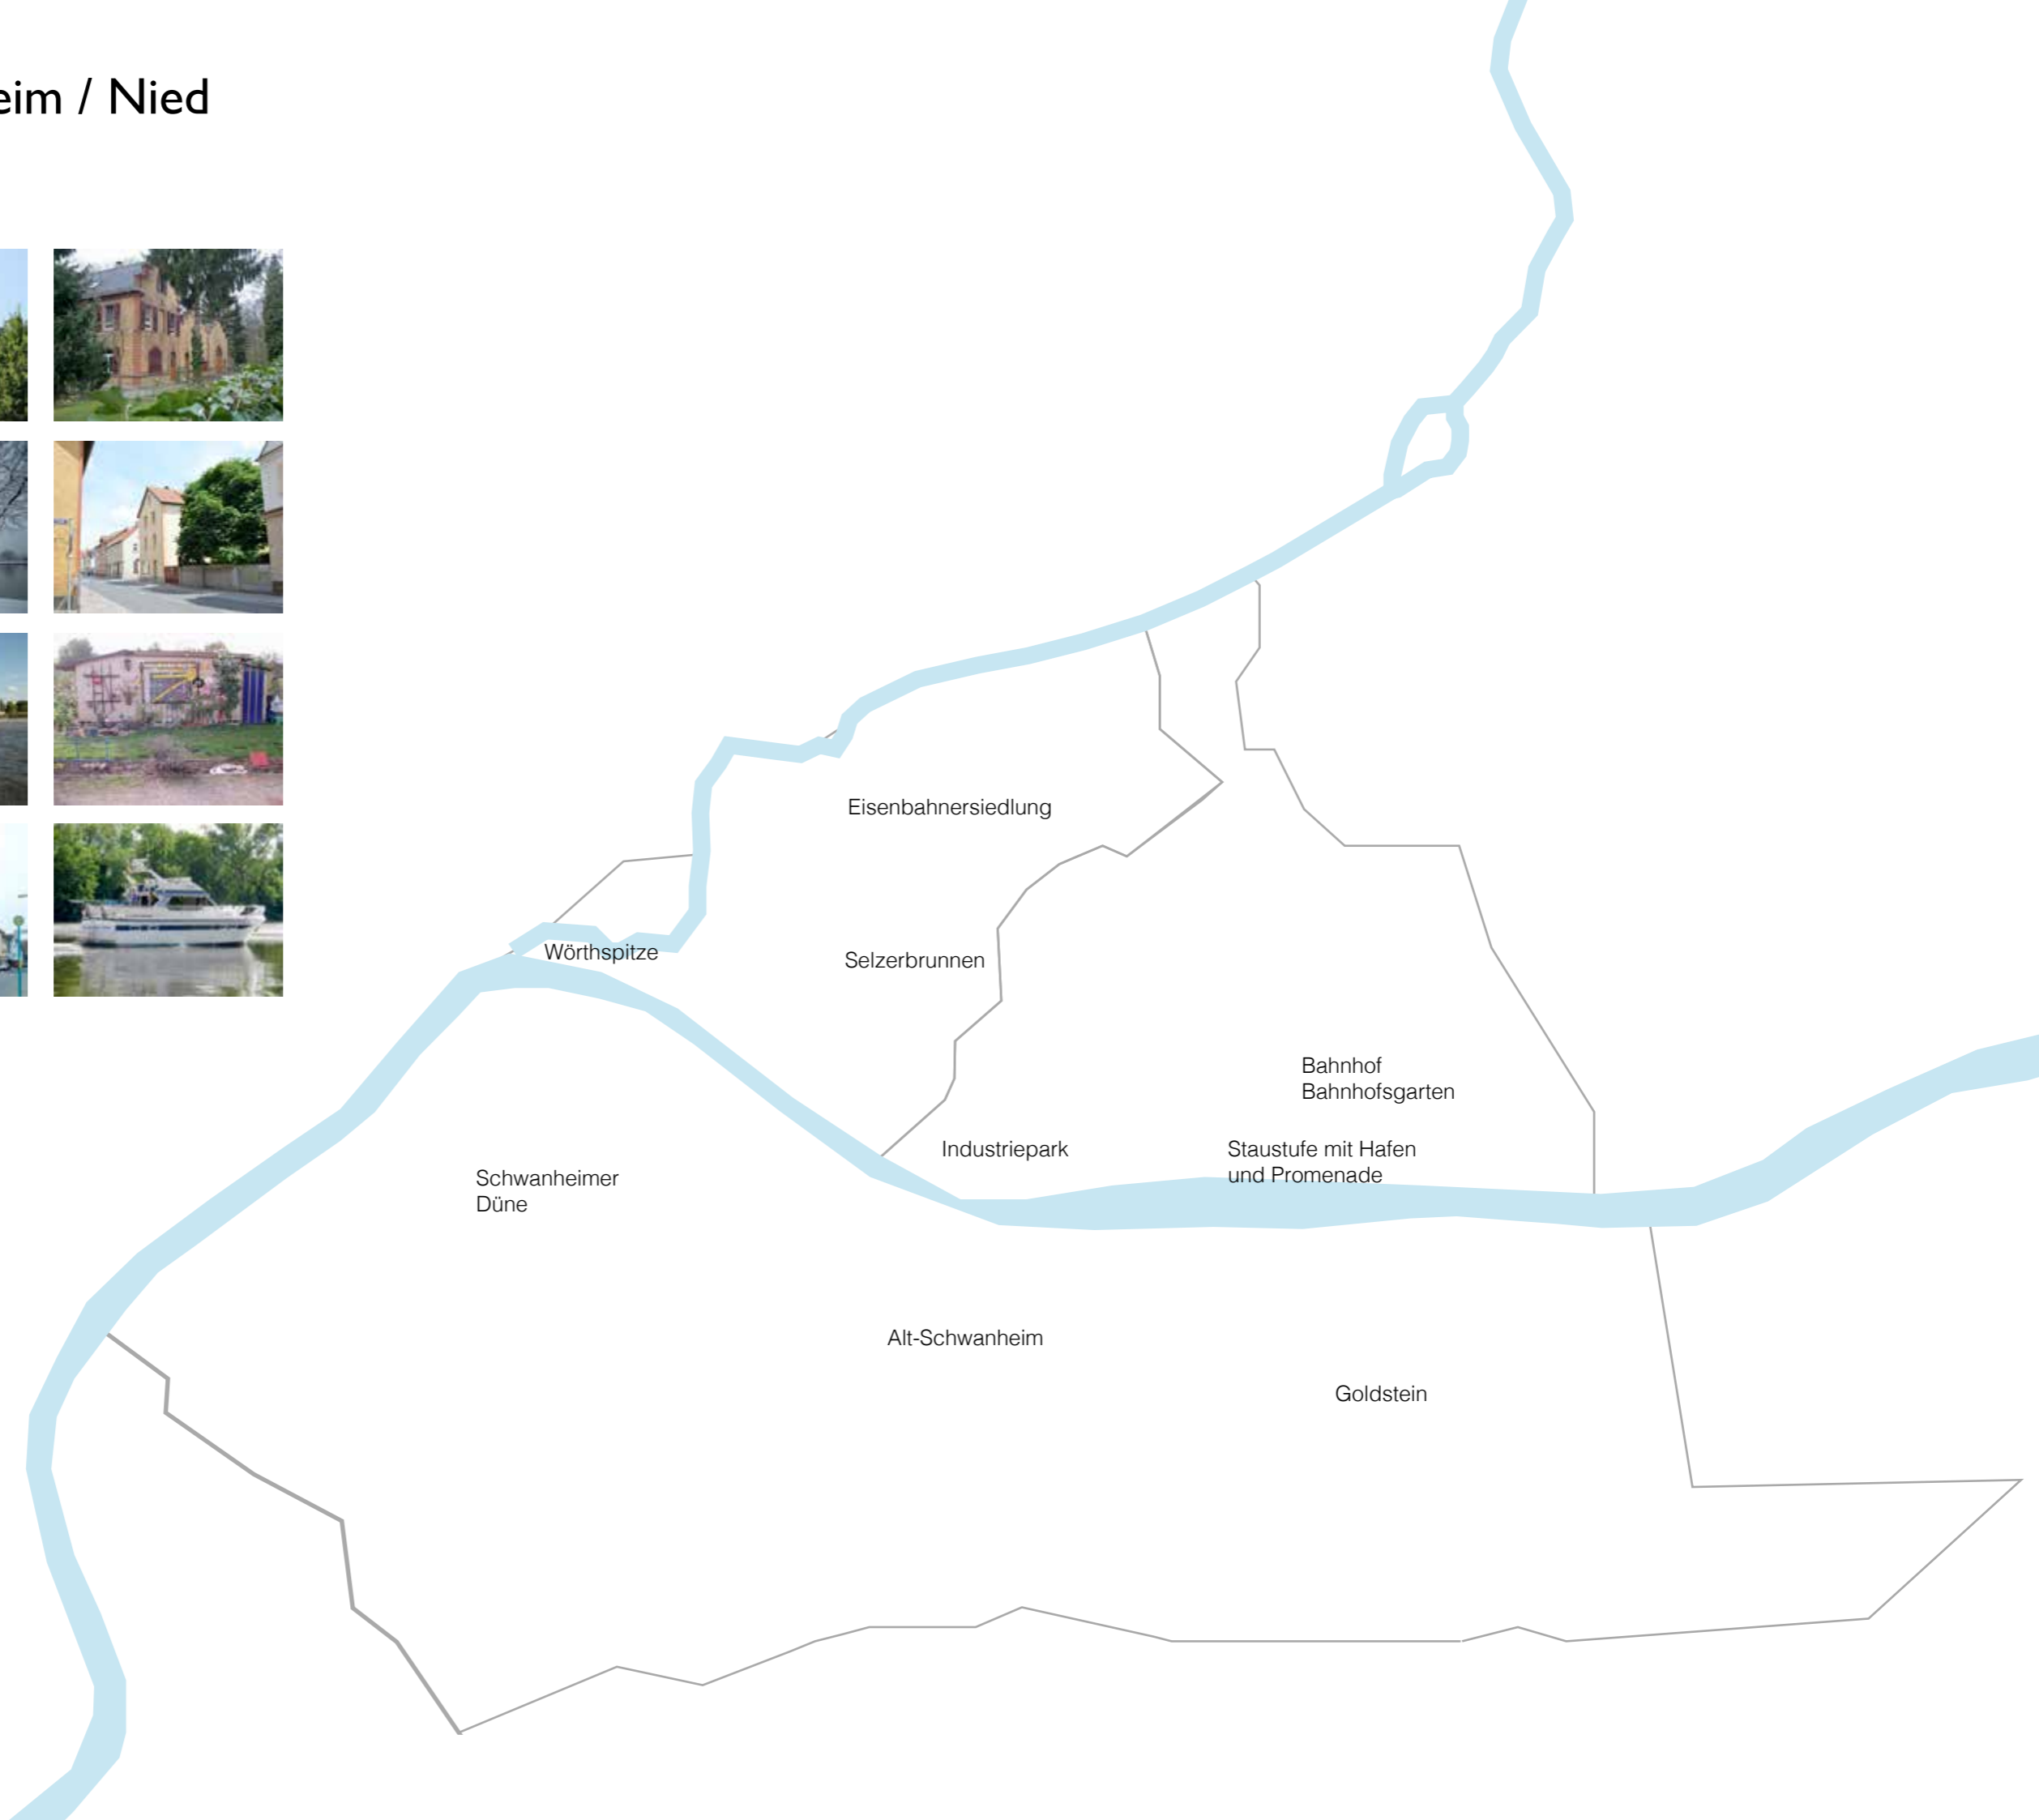 eim / Nied
Eisenbahnersiedlung
Wörthspitze
Selzerbrunnen
Bahnhof
Bahnhofsgarten
Industriepark
Staustufe mit Hafen
und Promenade
Schwanheimer
Düne
Alt-Schwanheim
Goldstein